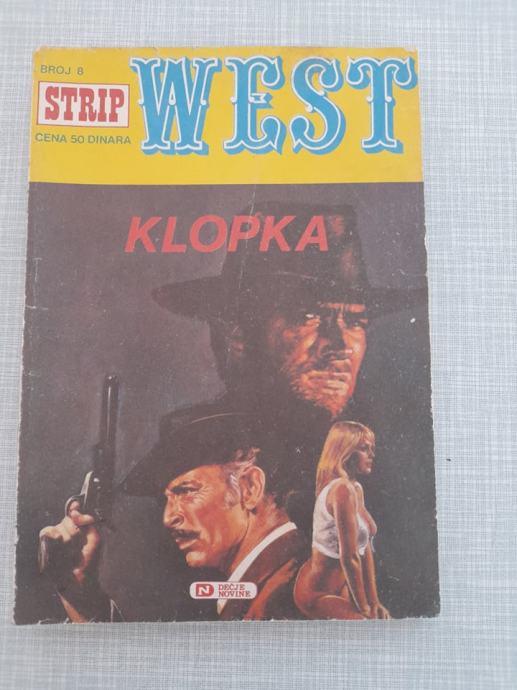 BROJ 8
STRIP
WEST
CENA 50 DINARA
KLOPKA
N
DEČJE
NOVINE